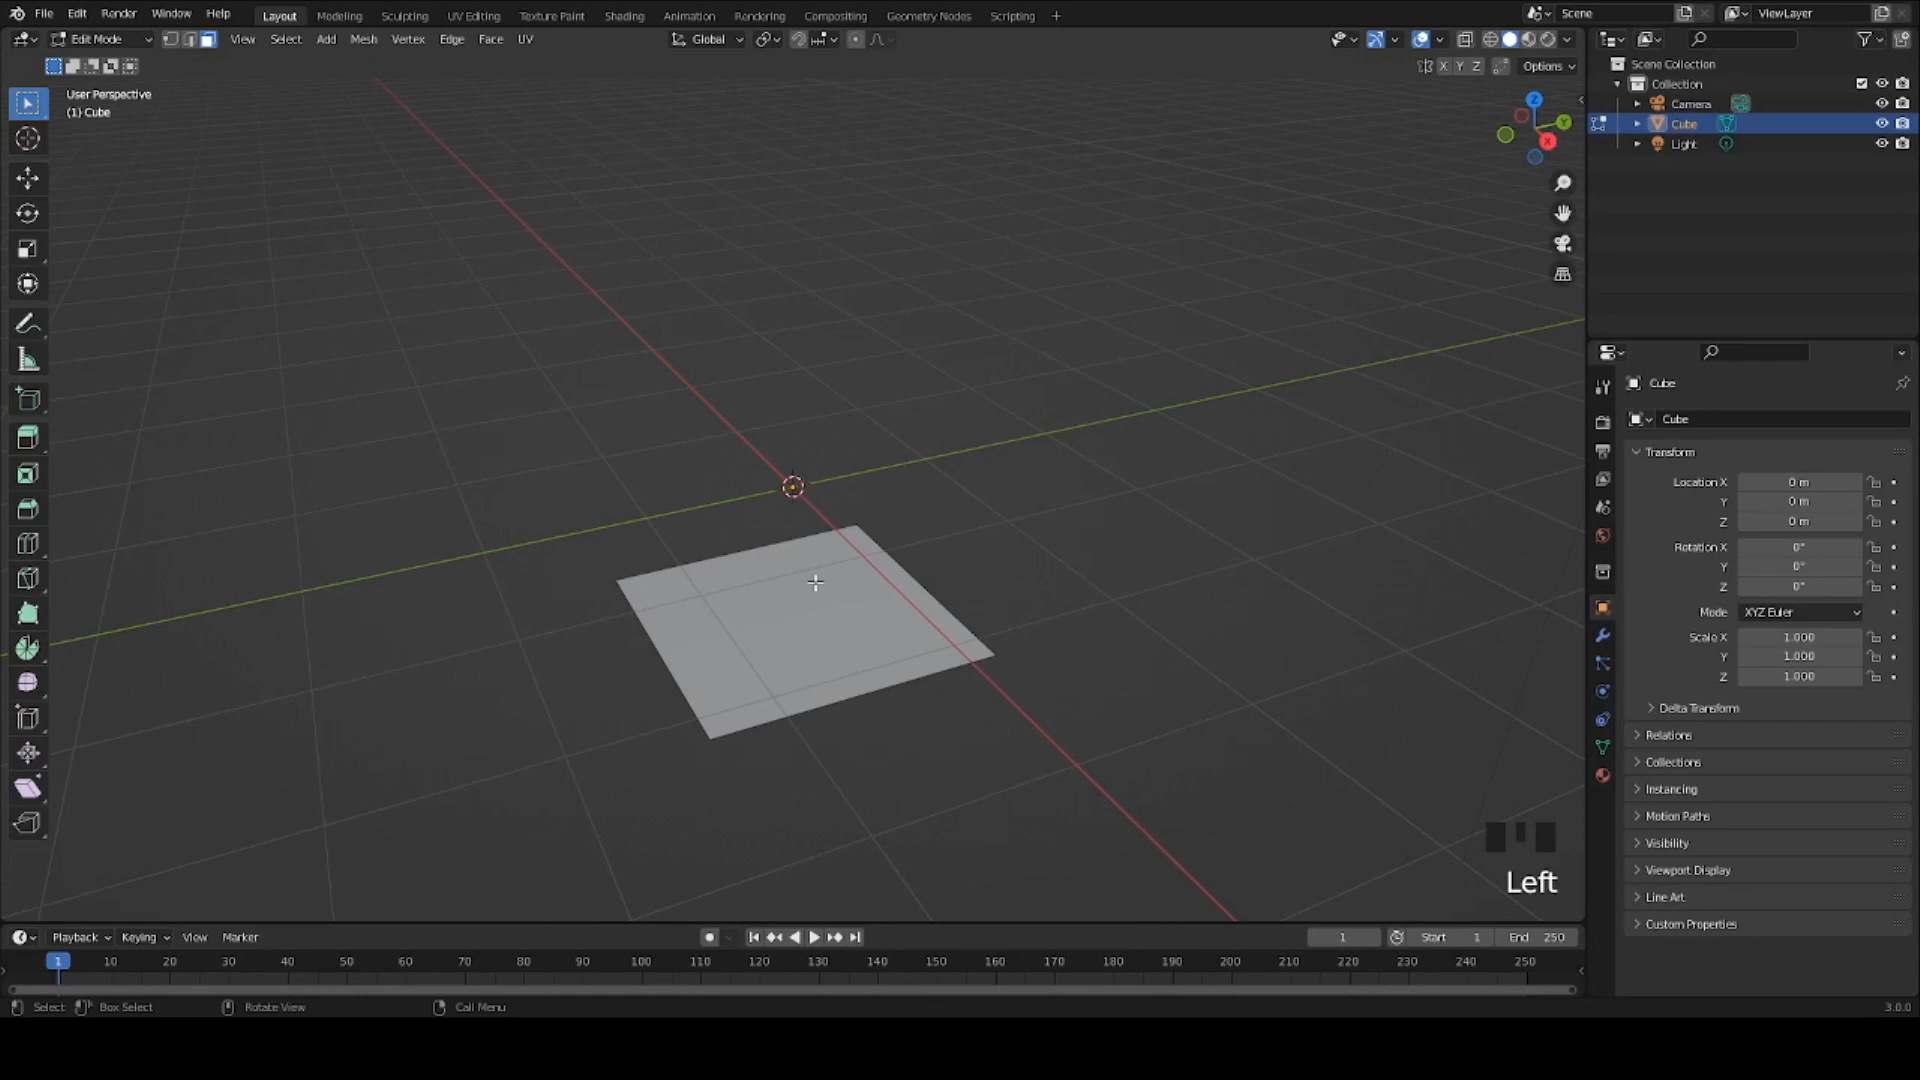 File Edit Render Window Help Layout Modeling Sculpting UV Editing Texture Paint Shading Animation Rendering Compositing Geometry Nodes Scripting + Scene ViewLayer
Edit Mode View Select Add Mesh Vertex Edge Face UV Global
X Y Z Options
User Perspective
(1) Cube
Z
Y
X
Scene Collection
Collection
Camera
Cube
Light
Cube
Cube
Transform
Location X 0 m
Y 0 m
Z 0 m
Rotation X 0°
Y 0°
Z 0°
Mode XYZ Euler
Scale X 1.000
Y 1.000
Z 1.000
Delta Transform
Relations
Collections
Instancing
Motion Paths
Visibility
Viewport Display
Line Art
Custom Properties
Left
Playback Keying View Marker 1 Start 1 End 250
1 10 20 30 40 50 60 70 80 90 100 110 120 130 140 150 160 170 180 190 200 210 220 230 240 250
Select Box Select Rotate View Call Menu 3.0.0